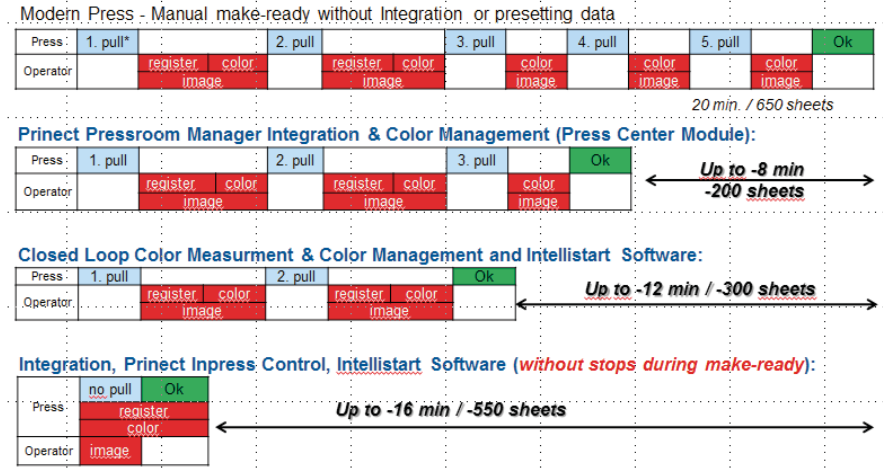 Modern Press - Manual make-ready without Integration or presetting data
Press 1. pull* 2. pull 3. pull 4. pull 5. pull Ok
Operator register color register color color color color
image image image image image
20 min. / 650 sheets
Prinect Pressroom Manager Integration & Color Management (Press Center Module):
Press 1. pull 2. pull 3. pull Ok
Up to -8 min
Operator register color register color color
-200 sheets
image image image
Closed Loop Color Measurment & Color Management and Intellistart Software:
Press 1. pull 2. pull Ok
Operator register color register color
Up to -12 min / -300 sheets
image image
Integration, Prinect Inpress Control, Intellistart Software (without stops during make-ready):
no pull Ok
Press register
Up to -16 min / -550 sheets
color
Operator image